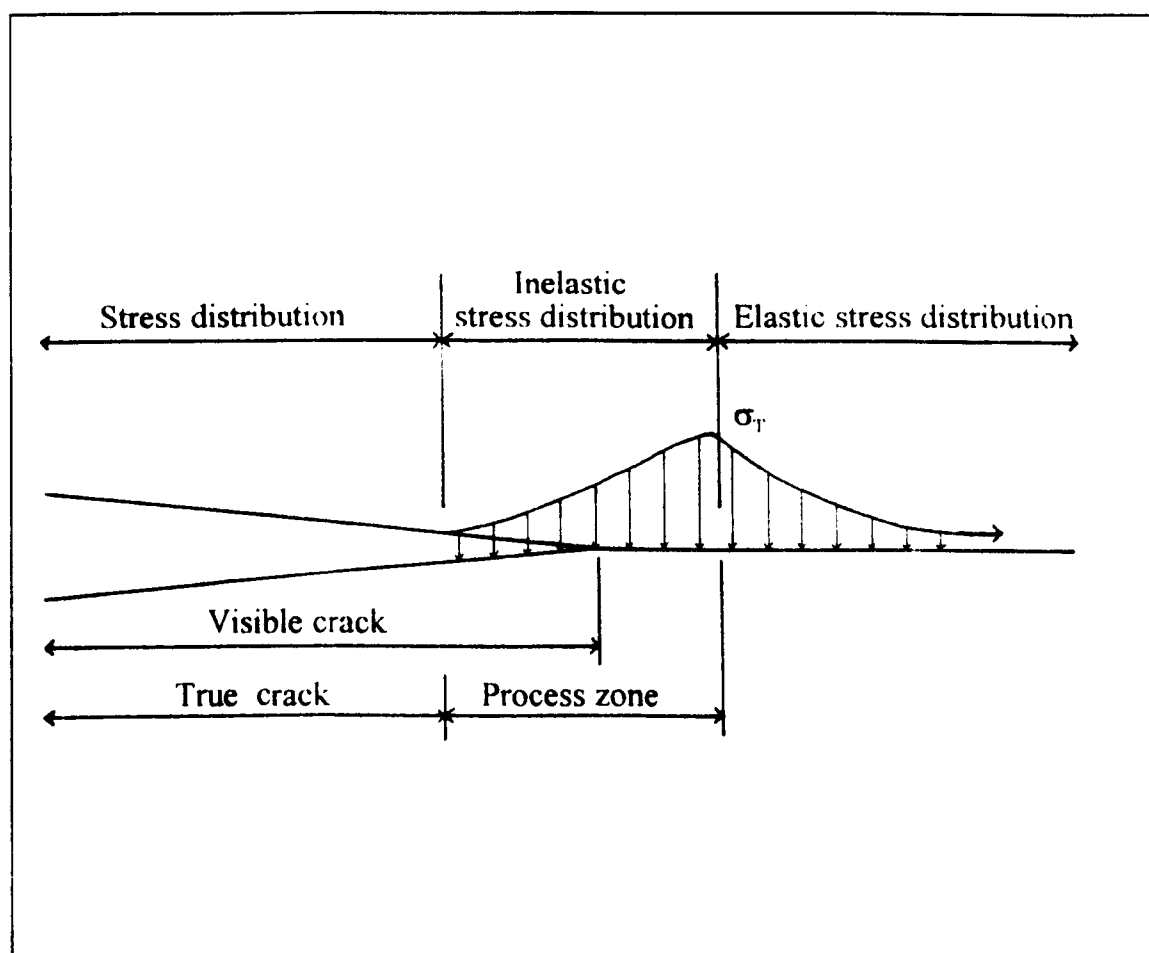 Inelastic
Stress distribution
stress distribution
Elastic stress distribution
σT
Visible crack
True crack
Process zone